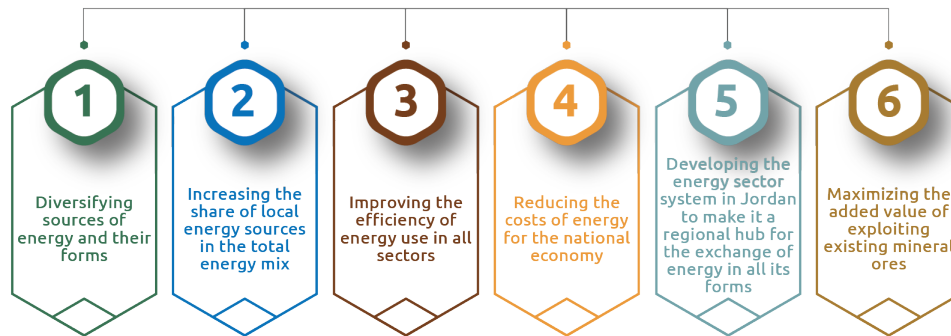 1
Diversifying
sources of
energy and their
forms
2
Increasing the
share of local
energy sources
in the total
energy mix
3
Improving the
efficiency of
energy use in all
sectors
4
Reducing the
costs of energy
for the national
economy
5
Developing the
energy sector
system in Jordan
to make it a
regional hub for
the exchange of
energy in all its
forms
6
Maximizing the
added value of
exploiting
existing mineral
ores